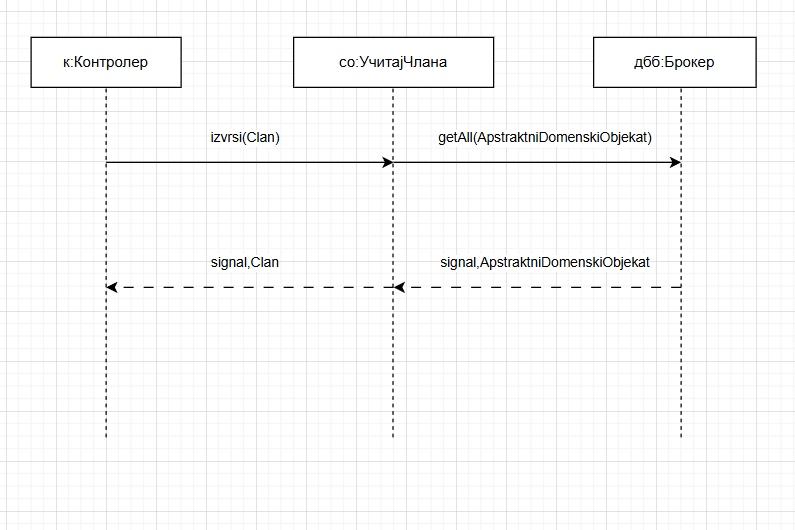 к:Контролер
со:УчитајЧлана
дбб:Брокер
izvrsi(Clan)
getAll(ApstraktniDomenskiObjekat)
signal,Clan
signal,ApstraktniDomenskiObjekat